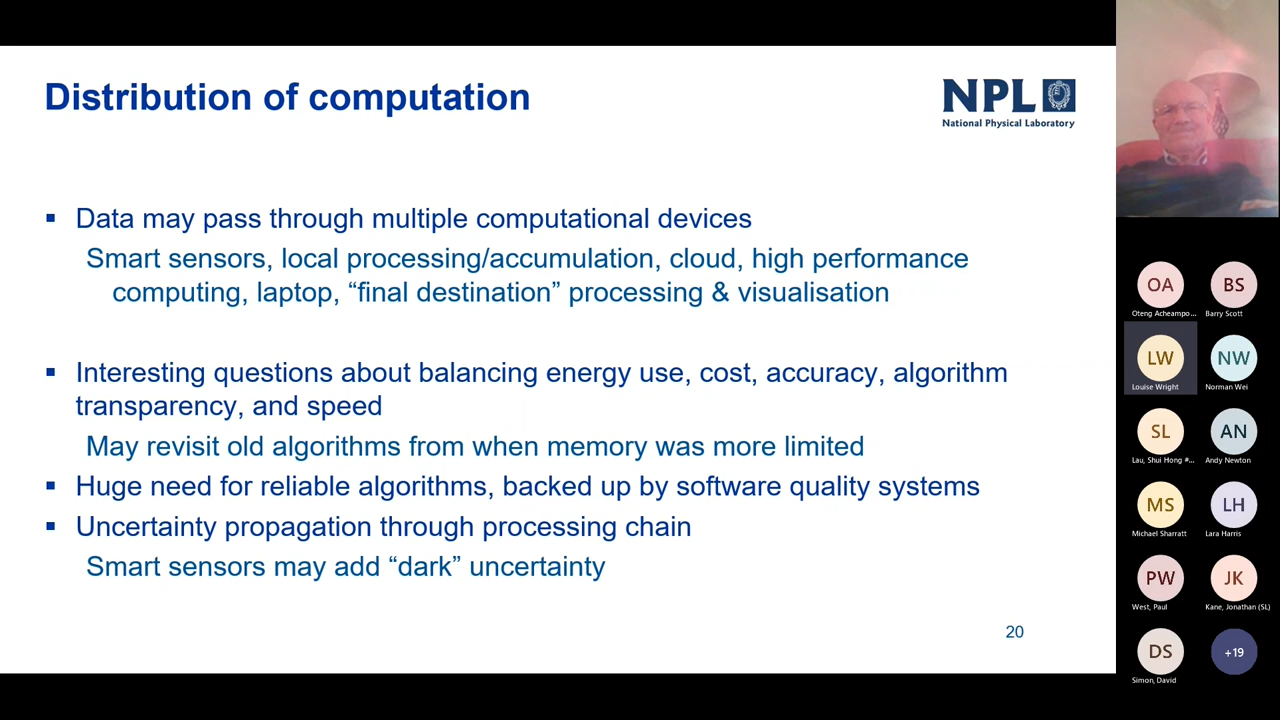 Distribution of computation
NPL
National Physical Laboratory
▪ Data may pass through multiple computational devices
Smart sensors, local processing/accumulation, cloud, high performance
computing, laptop, “final destination” processing & visualisation
▪ Interesting questions about balancing energy use, cost, accuracy, algorithm
transparency, and speed
May revisit old algorithms from when memory was more limited
▪ Huge need for reliable algorithms, backed up by software quality systems
▪ Uncertainty propagation through processing chain
Smart sensors may add “dark” uncertainty
20
OA BS
Oteng Acheampo... Barry Scott
LW NW
Louise Wright Norman Wei
SL AN
Lau, Shui Hong #... Andy Newton
MS LH
Michael Sharratt Lara Harris
PW JK
West, Paul Kane, Jonathan (SL)
DS +19
Simon, David